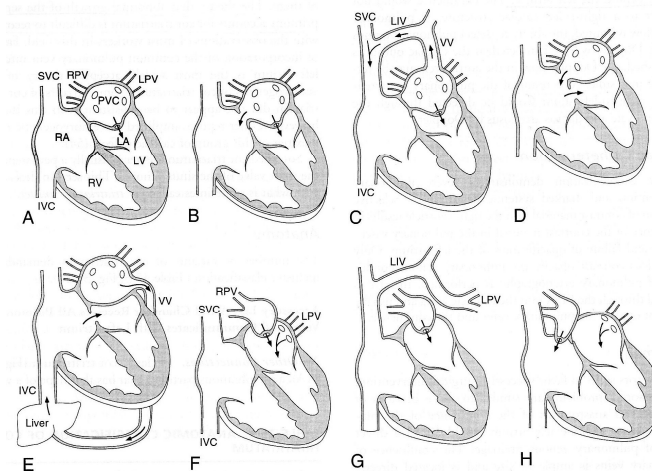 SVC
RPV
LPV
PVC
RA
LA
LV
RV
IVC
A
B
SVC
LIV
VV
IVC
C
D
VV
IVC
Liver
E
RPV
SVC
LPV
IVC
F
LIV
LPV
G
H